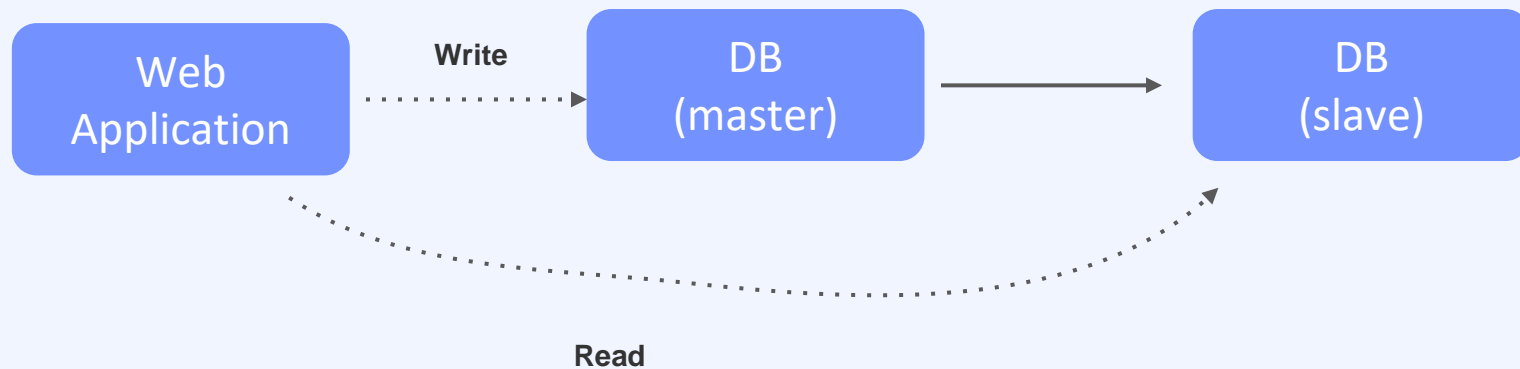 Web
Application
Write
DB
(master)
DB
(slave)
Read